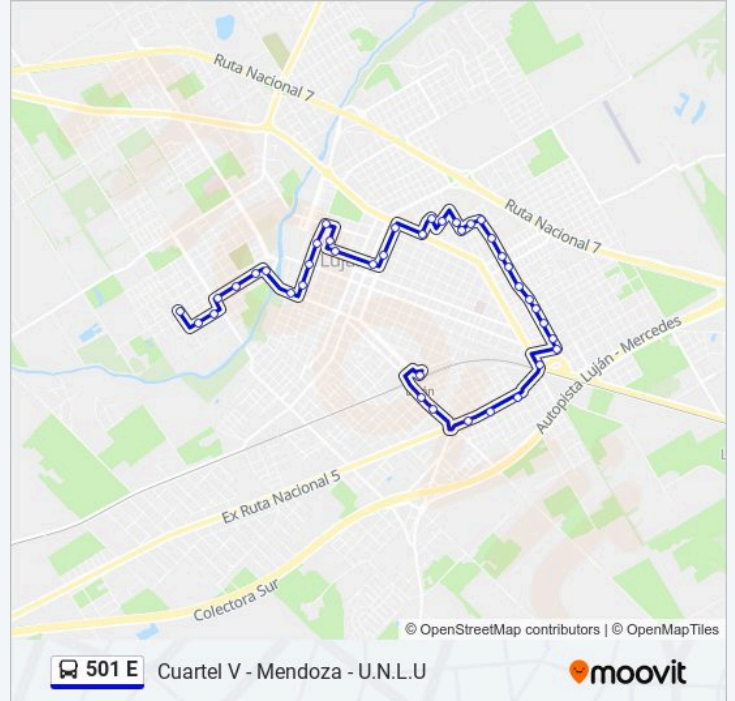 Ruta Nacional 7
Ruta Nacional 7
Autopista Luján - Mercedes
Ex Ruta Nacional 5
Colectora Sur
© OpenStreetMap contributors | © OpenMapTiles
501 E Cuartel V - Mendoza - U.N.L.U
moovit